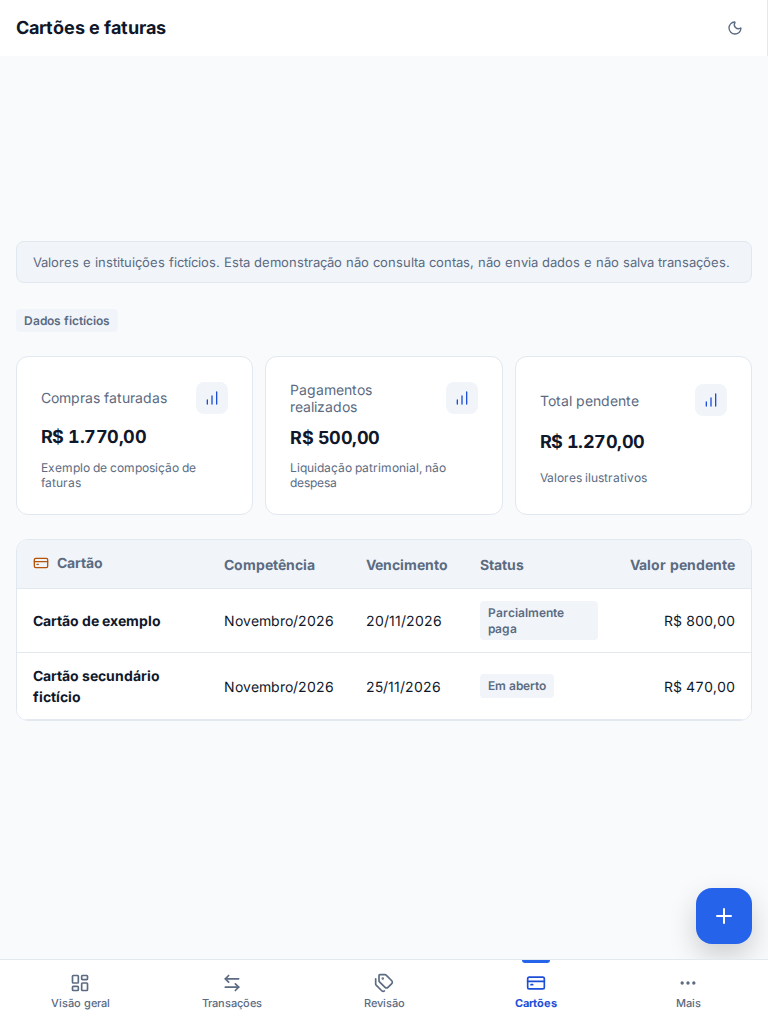 Cartões e faturas
Valores e instituições fictícios. Esta demonstração não consulta contas, não envia dados e não salva transações.
Dados fictícios
Compras faturadas
R$ 1.770,00
Exemplo de composição de
faturas
Pagamentos
realizados
R$ 500,00
Liquidação patrimonial, não
despesa
Total pendente
R$ 1.270,00
Valores ilustrativos
Cartão Competência Vencimento Status Valor pendente
Cartão de exemplo Novembro/2026 20/11/2026 Parcialmente
paga R$ 800,00
Cartão secundário
fictício Novembro/2026 25/11/2026 Em aberto R$ 470,00
Visão geral Transações Revisão Cartões Mais